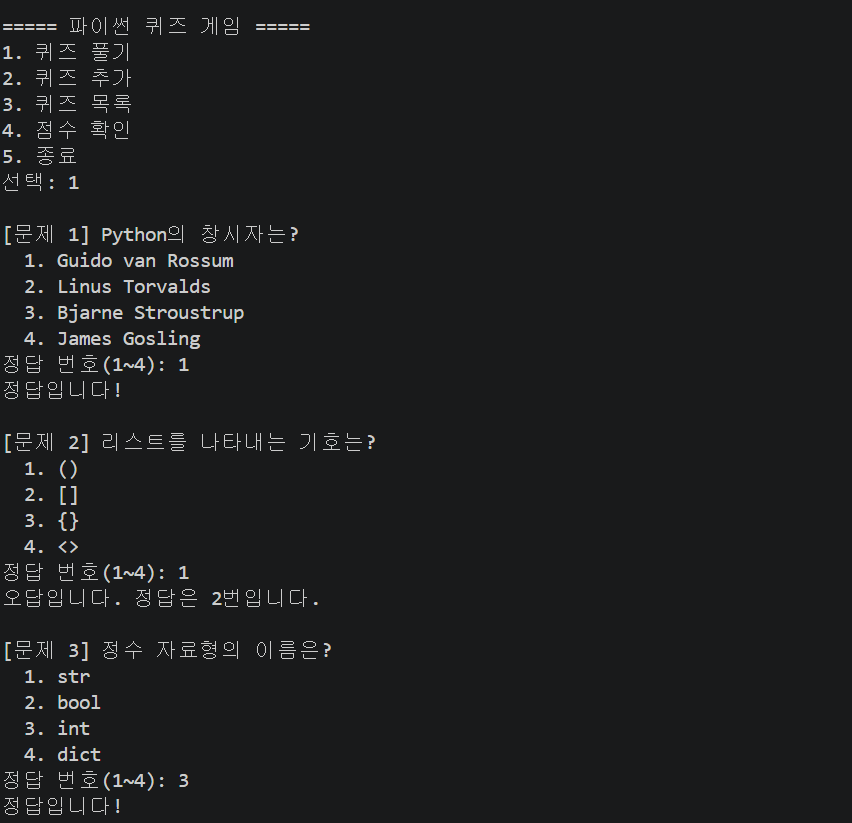 ===== 파이썬 퀴즈 게임 =====
1. 퀴즈 풀기
2. 퀴즈 추가
3. 퀴즈 목록
4. 점수 확인
5. 종료
선택: 1
[문제 1] Python의 창시자는?
1. Guido van Rossum
2. Linus Torvalds
3. Bjarne Stroustrup
4. James Gosling
정답 번호(1~4): 1
정답입니다!
[문제 2] 리스트를 나타내는 기호는?
1. ()
2. []
3. {}
4. <>
정답 번호(1~4): 1
오답입니다. 정답은 2번입니다.
[문제 3] 정수 자료형의 이름은?
1. str
2. bool
3. int
4. dict
정답 번호(1~4): 3
정답입니다!